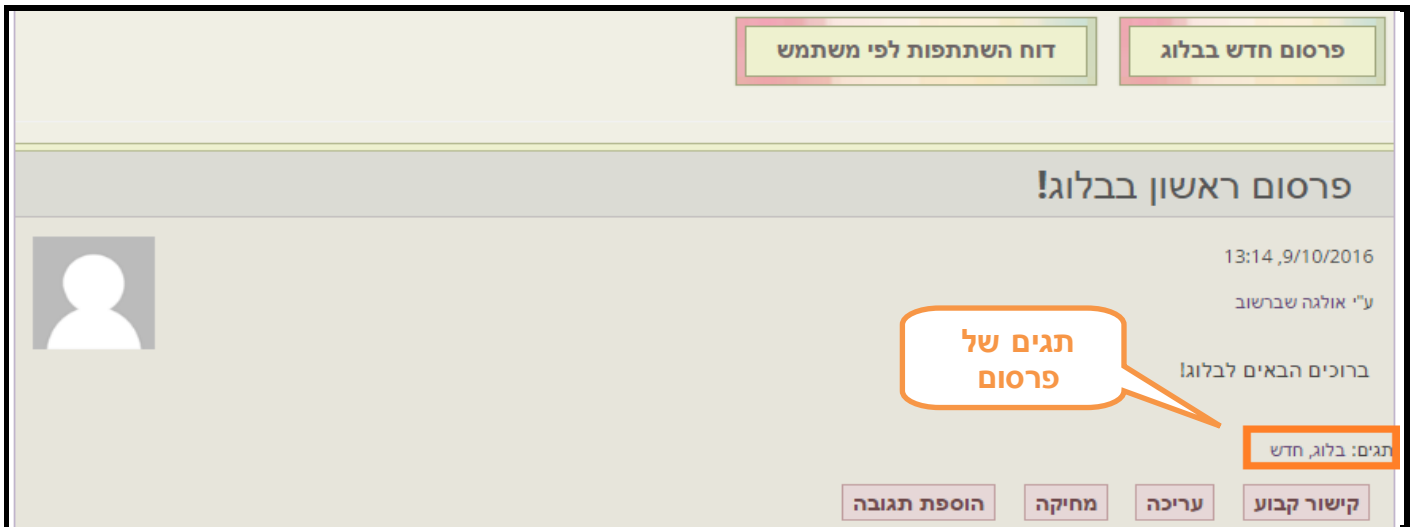 פרסום חדש בבלוג
דוח השתתפות לפי משתמש
פרסום ראשון בבלוג!
13:14 ,9/10/2016
ע"י אולגה שברשוב
תגים של
פרסום
ברוכים הבאים לבלוג!
תגים: בלוג, חדש
קישור קבוע
עריכה
מחיקה
הוספת תגובה